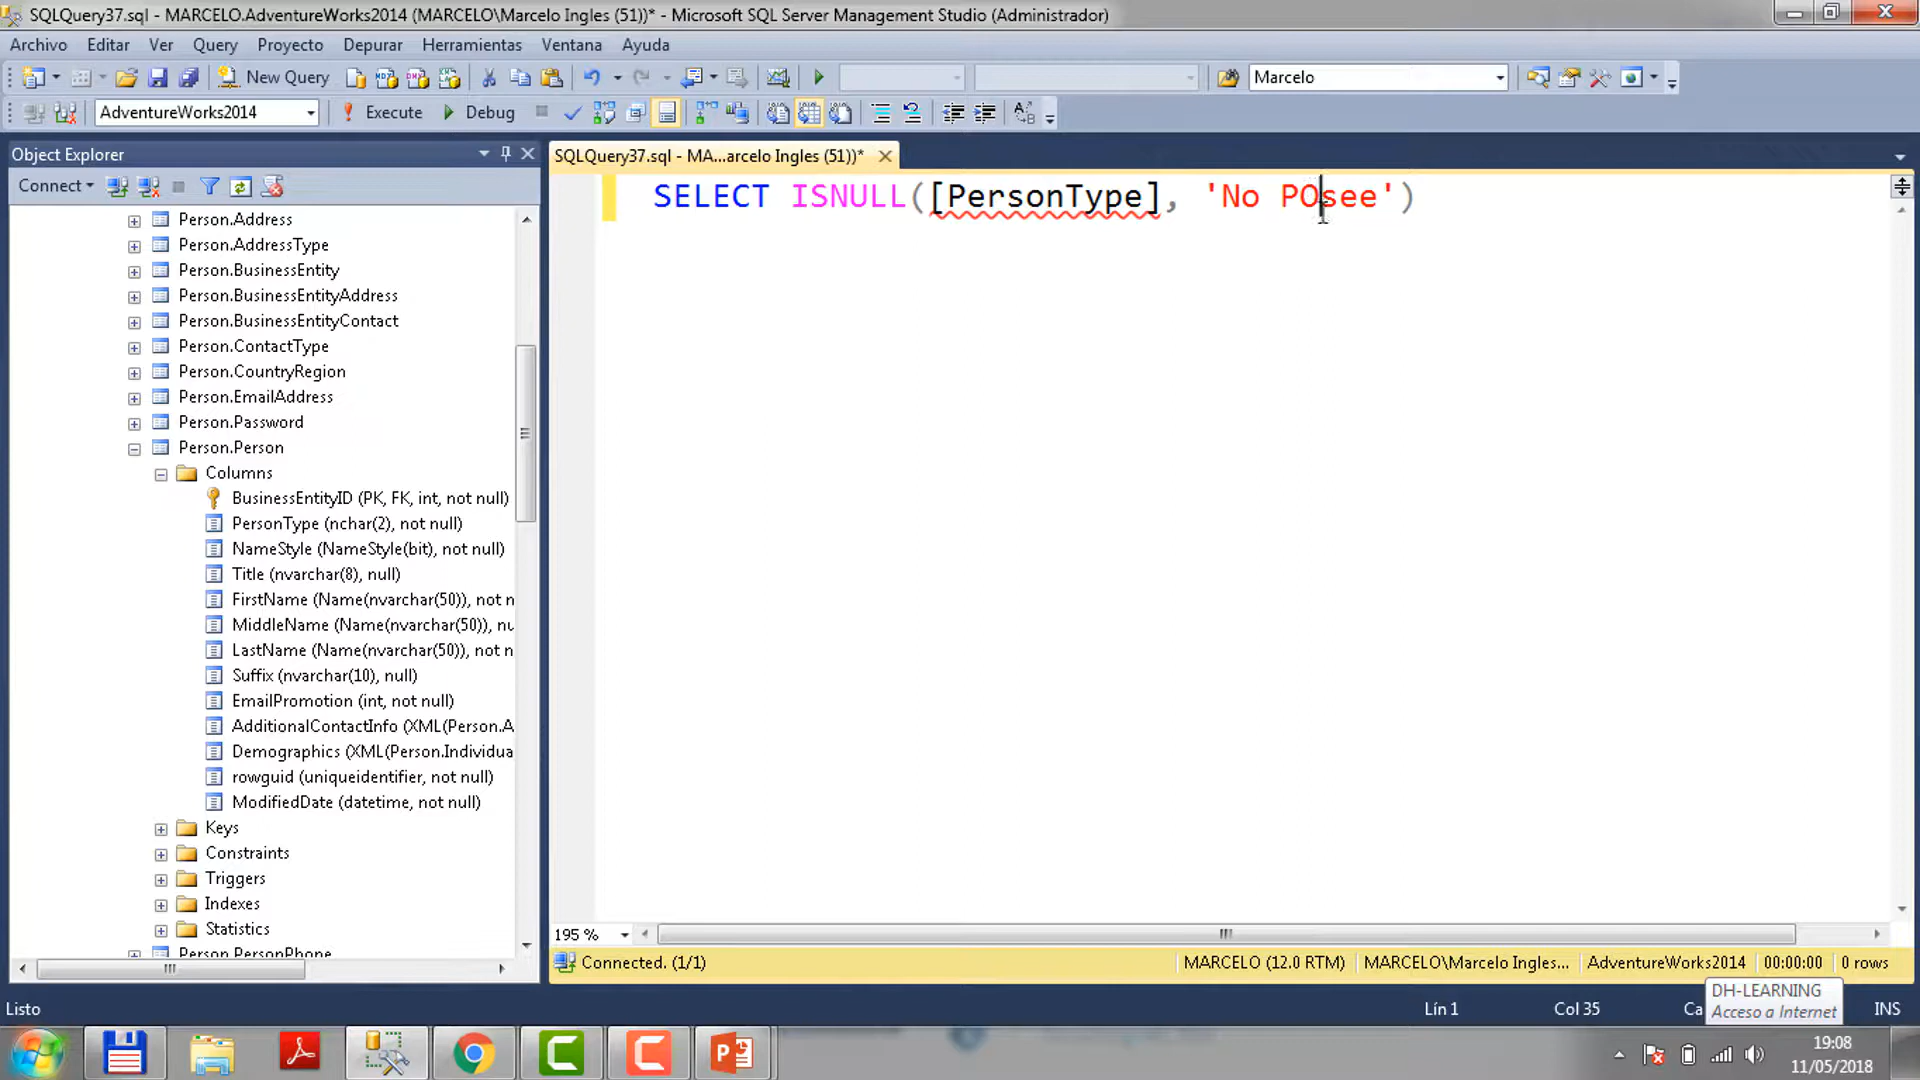 SQLQuery37.sql - MARCELO.AdventureWorks2014 (MARCELO\Marcelo Ingles (51))* - Microsoft SQL Server Management Studio (Administrador)
Archivo Editar Ver Query Proyecto Depurar Herramientas Ventana Ayuda
New Query Marcelo
AdventureWorks2014 Execute Debug
Object Explorer
SQLQuery37.sql - MA...arcelo Ingles (51))*
Connect
SELECT ISNULL([PersonType], 'No POsee')
Person.Address
Person.AddressType
Person.BusinessEntity
Person.BusinessEntityAddress
Person.BusinessEntityContact
Person.ContactType
Person.CountryRegion
Person.EmailAddress
Person.Password
Person.Person
Columns
BusinessEntityID (PK, FK, int, not null)
PersonType (nchar(2), not null)
NameStyle (NameStyle(bit), not null)
Title (nvarchar(8), null)
FirstName (Name(nvarchar(50)), not n
MiddleName (Name(nvarchar(50)), nu
LastName (Name(nvarchar(50)), not n
Suffix (nvarchar(10), null)
EmailPromotion (int, not null)
AdditionalContactInfo (XML(Person.A
Demographics (XML(Person.Individua
rowguid (uniqueidentifier, not null)
ModifiedDate (datetime, not null)
Keys
Constraints
Triggers
Indexes
Statistics
Person.PersonPhone
195 %
Connected. (1/1) MARCELO (12.0 RTM) MARCELO\Marcelo Ingles... AdventureWorks2014 00:00:00 0 rows
DH-LEARNING
Acceso a Internet
Listo Lín 1 Col 35 Ca INS
19:08
11/05/2018